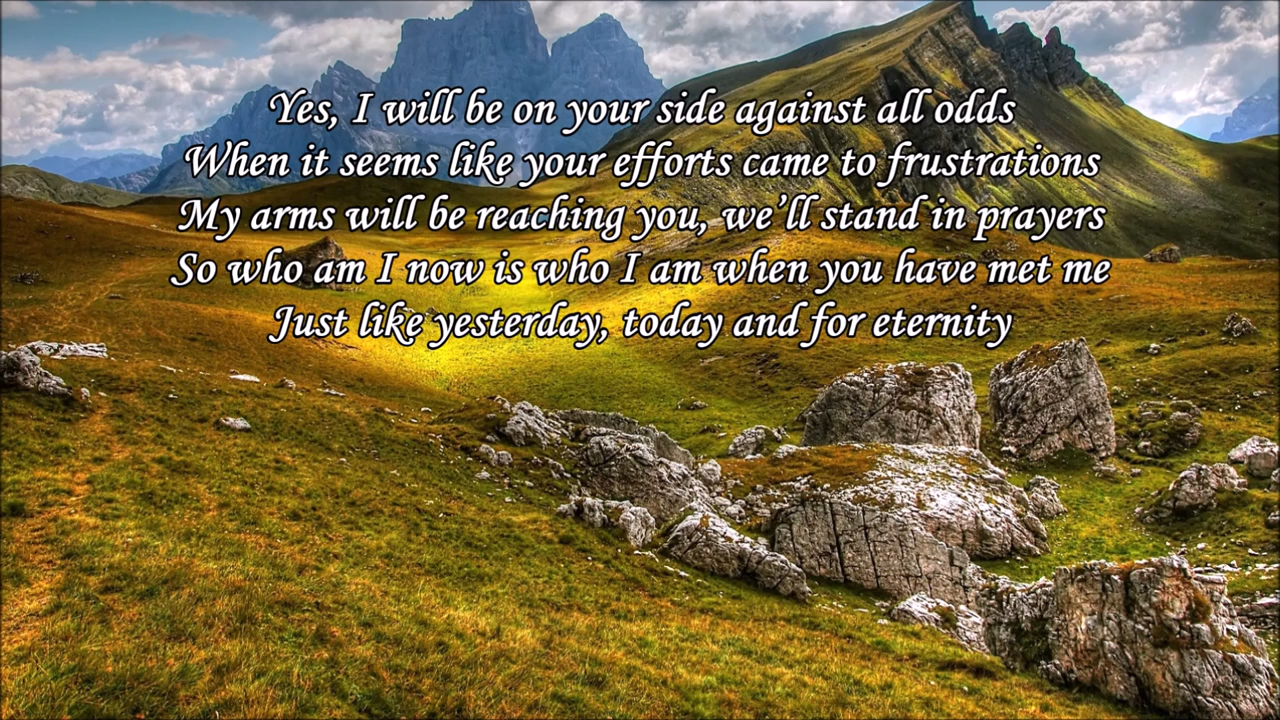 Yes, I will be on your side against all odds
When it seems like your efforts came to frustrations
My arms will be reaching you, we’ll stand in prayers
So who am I now is who I am when you have met me
Just like yesterday, today and for eternity